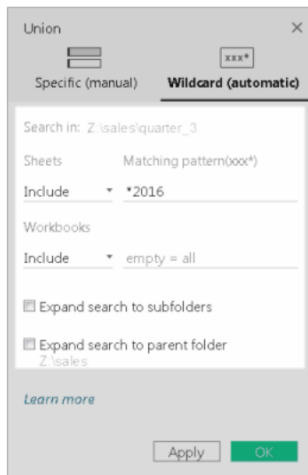 Union ×
xxx*
Specific (manual) Wildcard (automatic)
Search in: Z:\sales\quarter_3
Sheets Matching pattern(xxx*)
Include *2016
Workbooks
Include empty = all
Expand search to subfolders
Expand search to parent folder
Z:\sales
Learn more
Apply OK